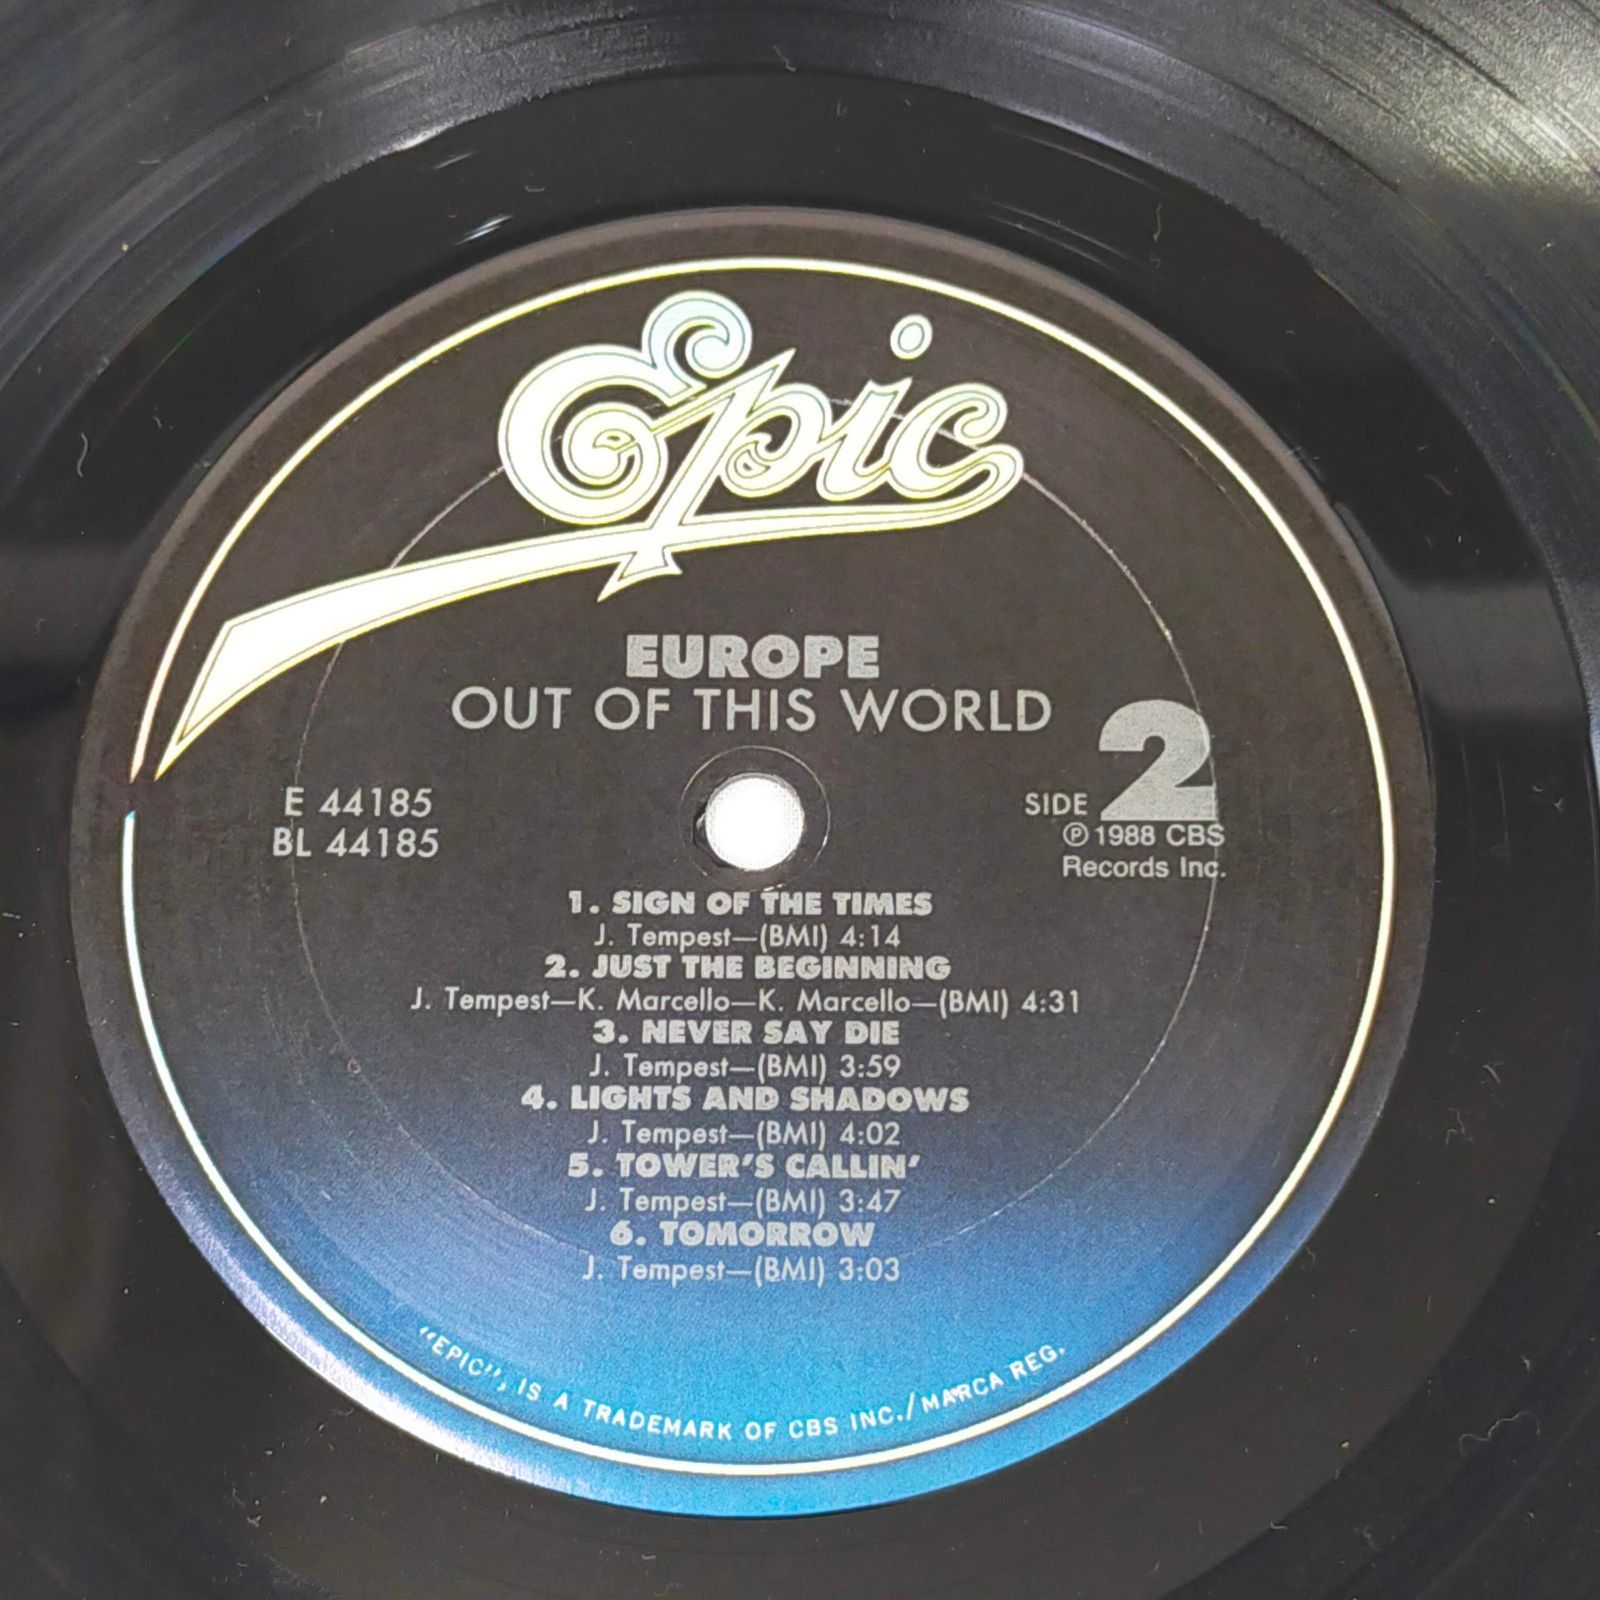 Epic
EUROPE
OUT OF THIS WORLD
E 44185
BL 44185
SIDE 2
Ⓟ 1988 CBS
Records Inc.
1. SIGN OF THE TIMES
J. Tempest—(BMI) 4:14
2. JUST THE BEGINNING
J. Tempest—K. Marcello—K. Marcello—(BMI) 4:31
3. NEVER SAY DIE
J. Tempest—(BMI) 3:59
4. LIGHTS AND SHADOWS
J. Tempest—(BMI) 4:02
5. TOWER'S CALLIN'
J. Tempest—(BMI) 3:47
6. TOMORROW
J. Tempest—(BMI) 3:03
"EPIC", IS A TRADEMARK OF CBS INC./MARCA REG.